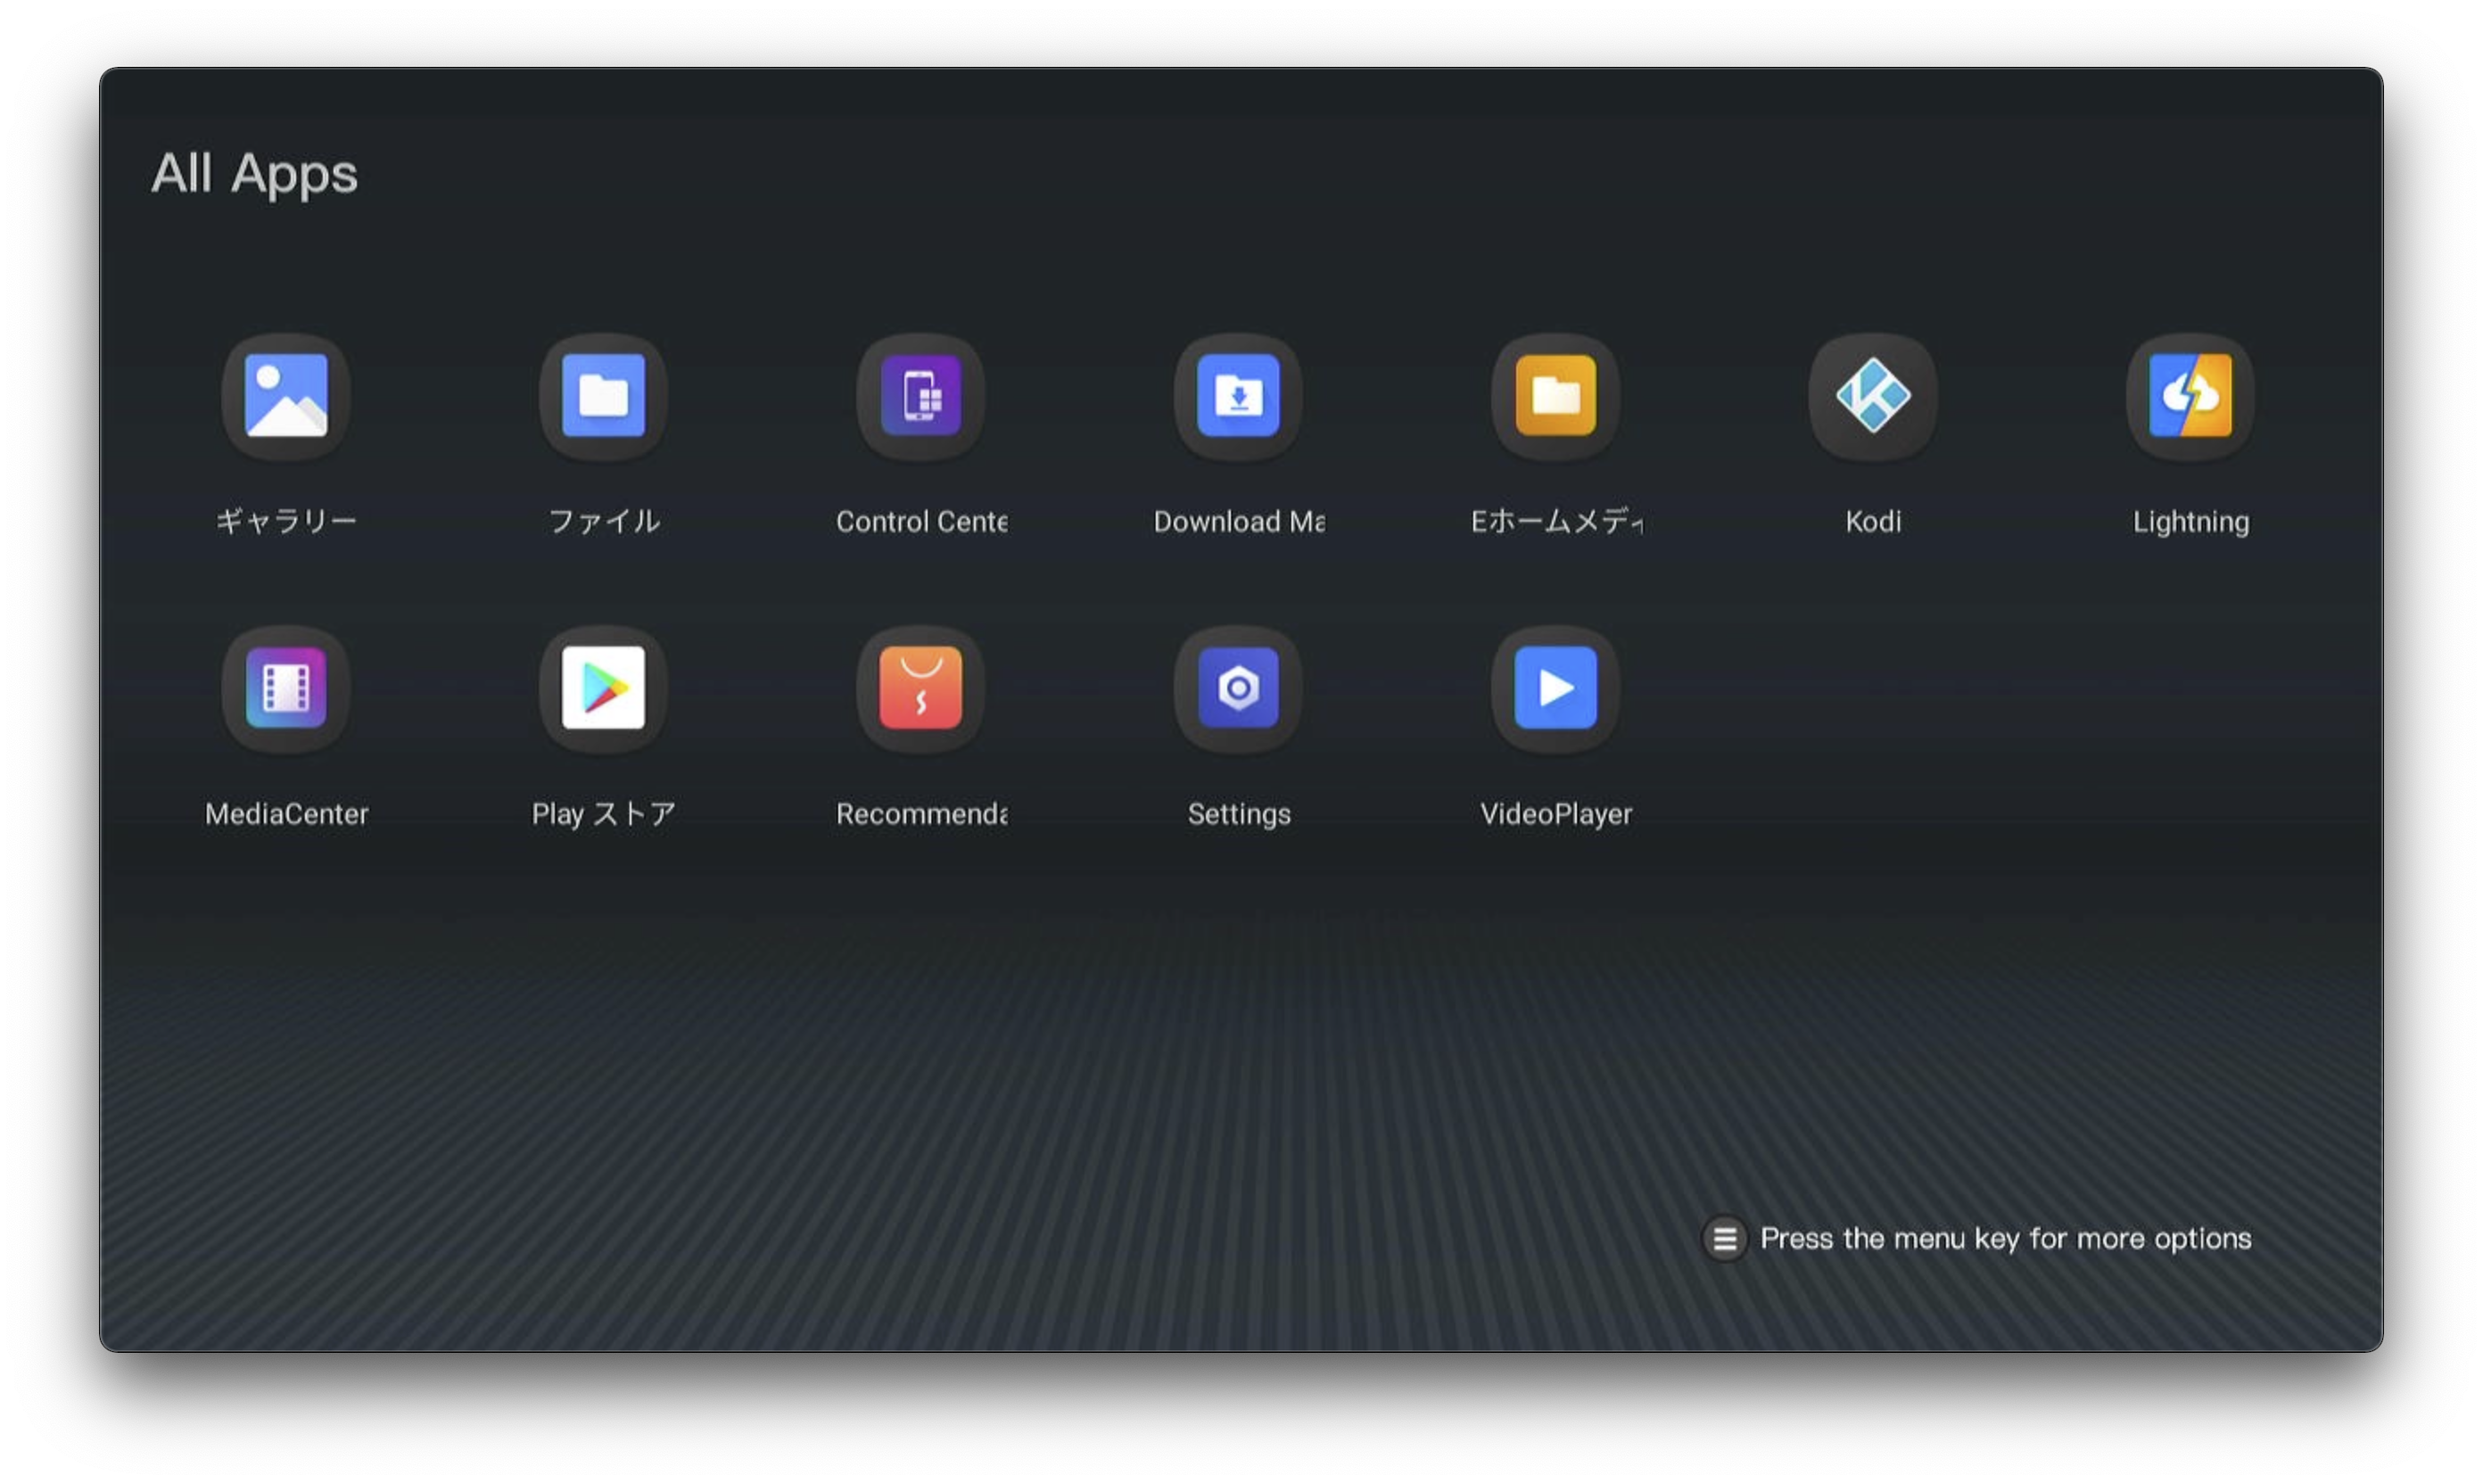 All Apps
ギャラリー ファイル Control Cente Download Ma Eホームメディ Kodi Lightning
MediaCenter Play ストア Recommenda Settings VideoPlayer
Press the menu key for more options